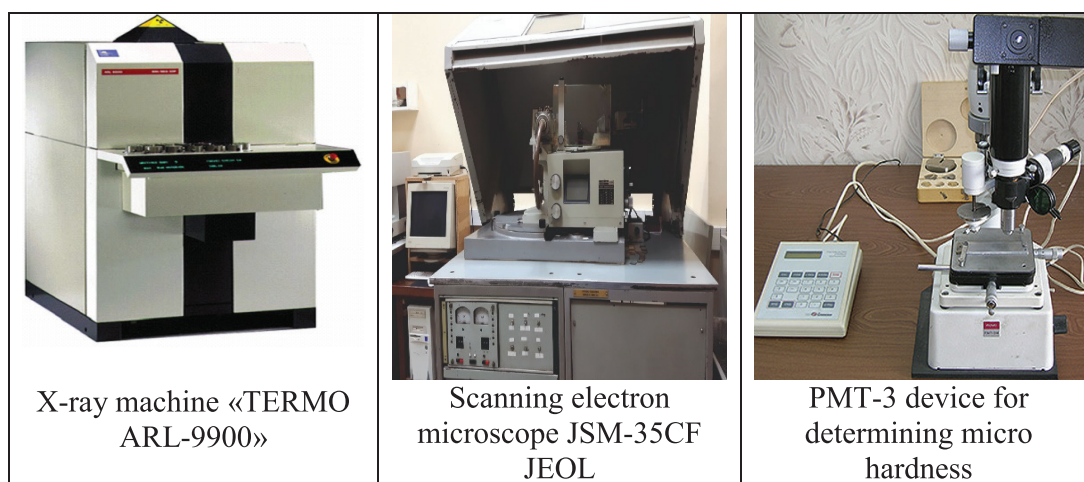 X-ray machine «TERMO
ARL-9900»
Scanning electron
microscope JSM-35CF
JEOL
PMT-3 device for
determining micro
hardness